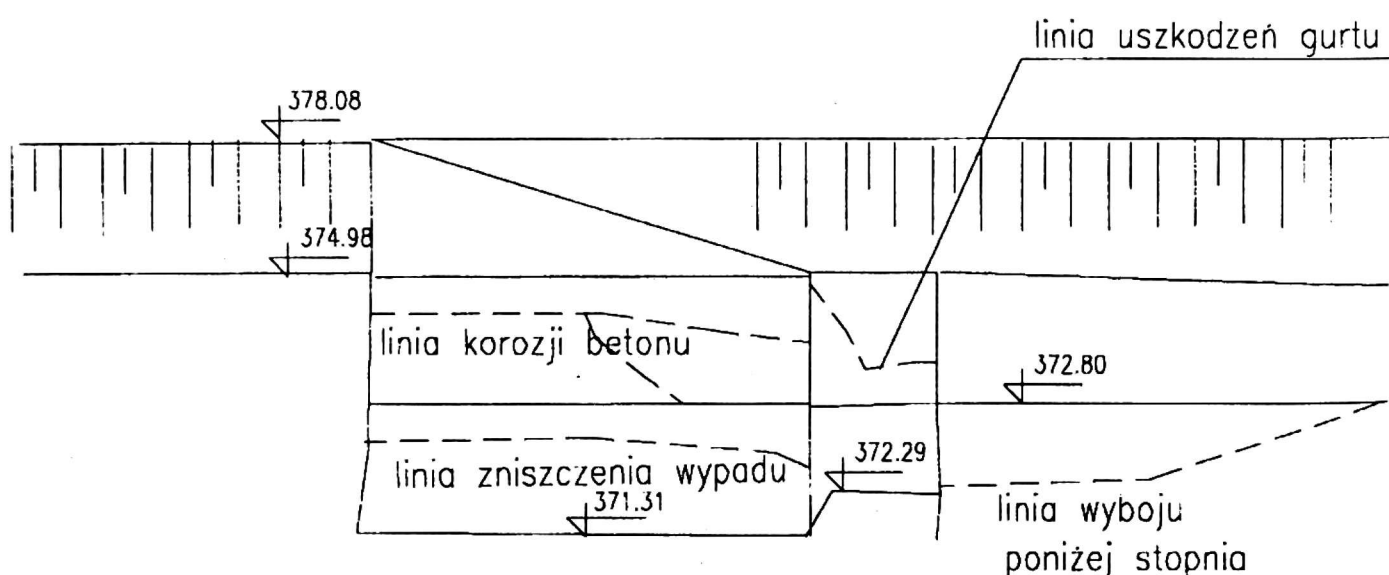 linia uszkodzeń gurtu
378.08
374.98
linia korozji betonu
372.80
372.29
linia zniszczenia wypadu
371.31
linia wyboju
poniżej stopnia